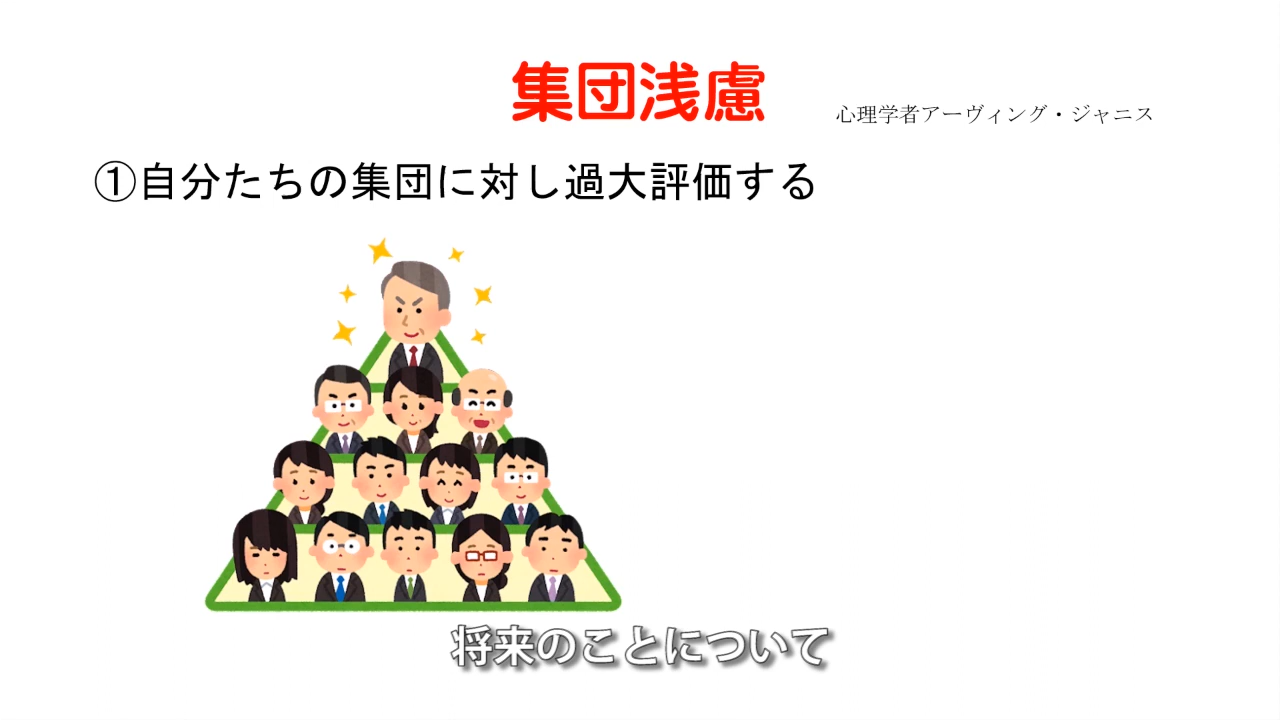 集団浅慮
心理学者アーヴィング・ジャニス
①自分たちの集団に対し過大評価する
将来のことについて